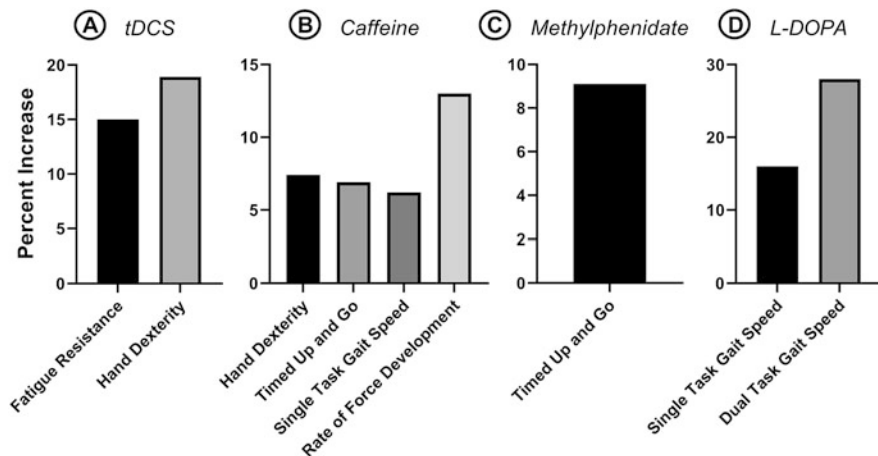 A tDCS
B Caffeine
C Methylphenidate
D L-DOPA
Percent Increase
20
15
10
5
0
Fatigue Resistance
Hand Dexterity
15
10
5
0
Hand Dexterity
Timed Up and Go
Single Task Gait Speed
Rate of Force Development
10
8
6
4
2
0
Timed Up and Go
30
20
10
0
Single Task Gait Speed
Dual Task Gait Speed